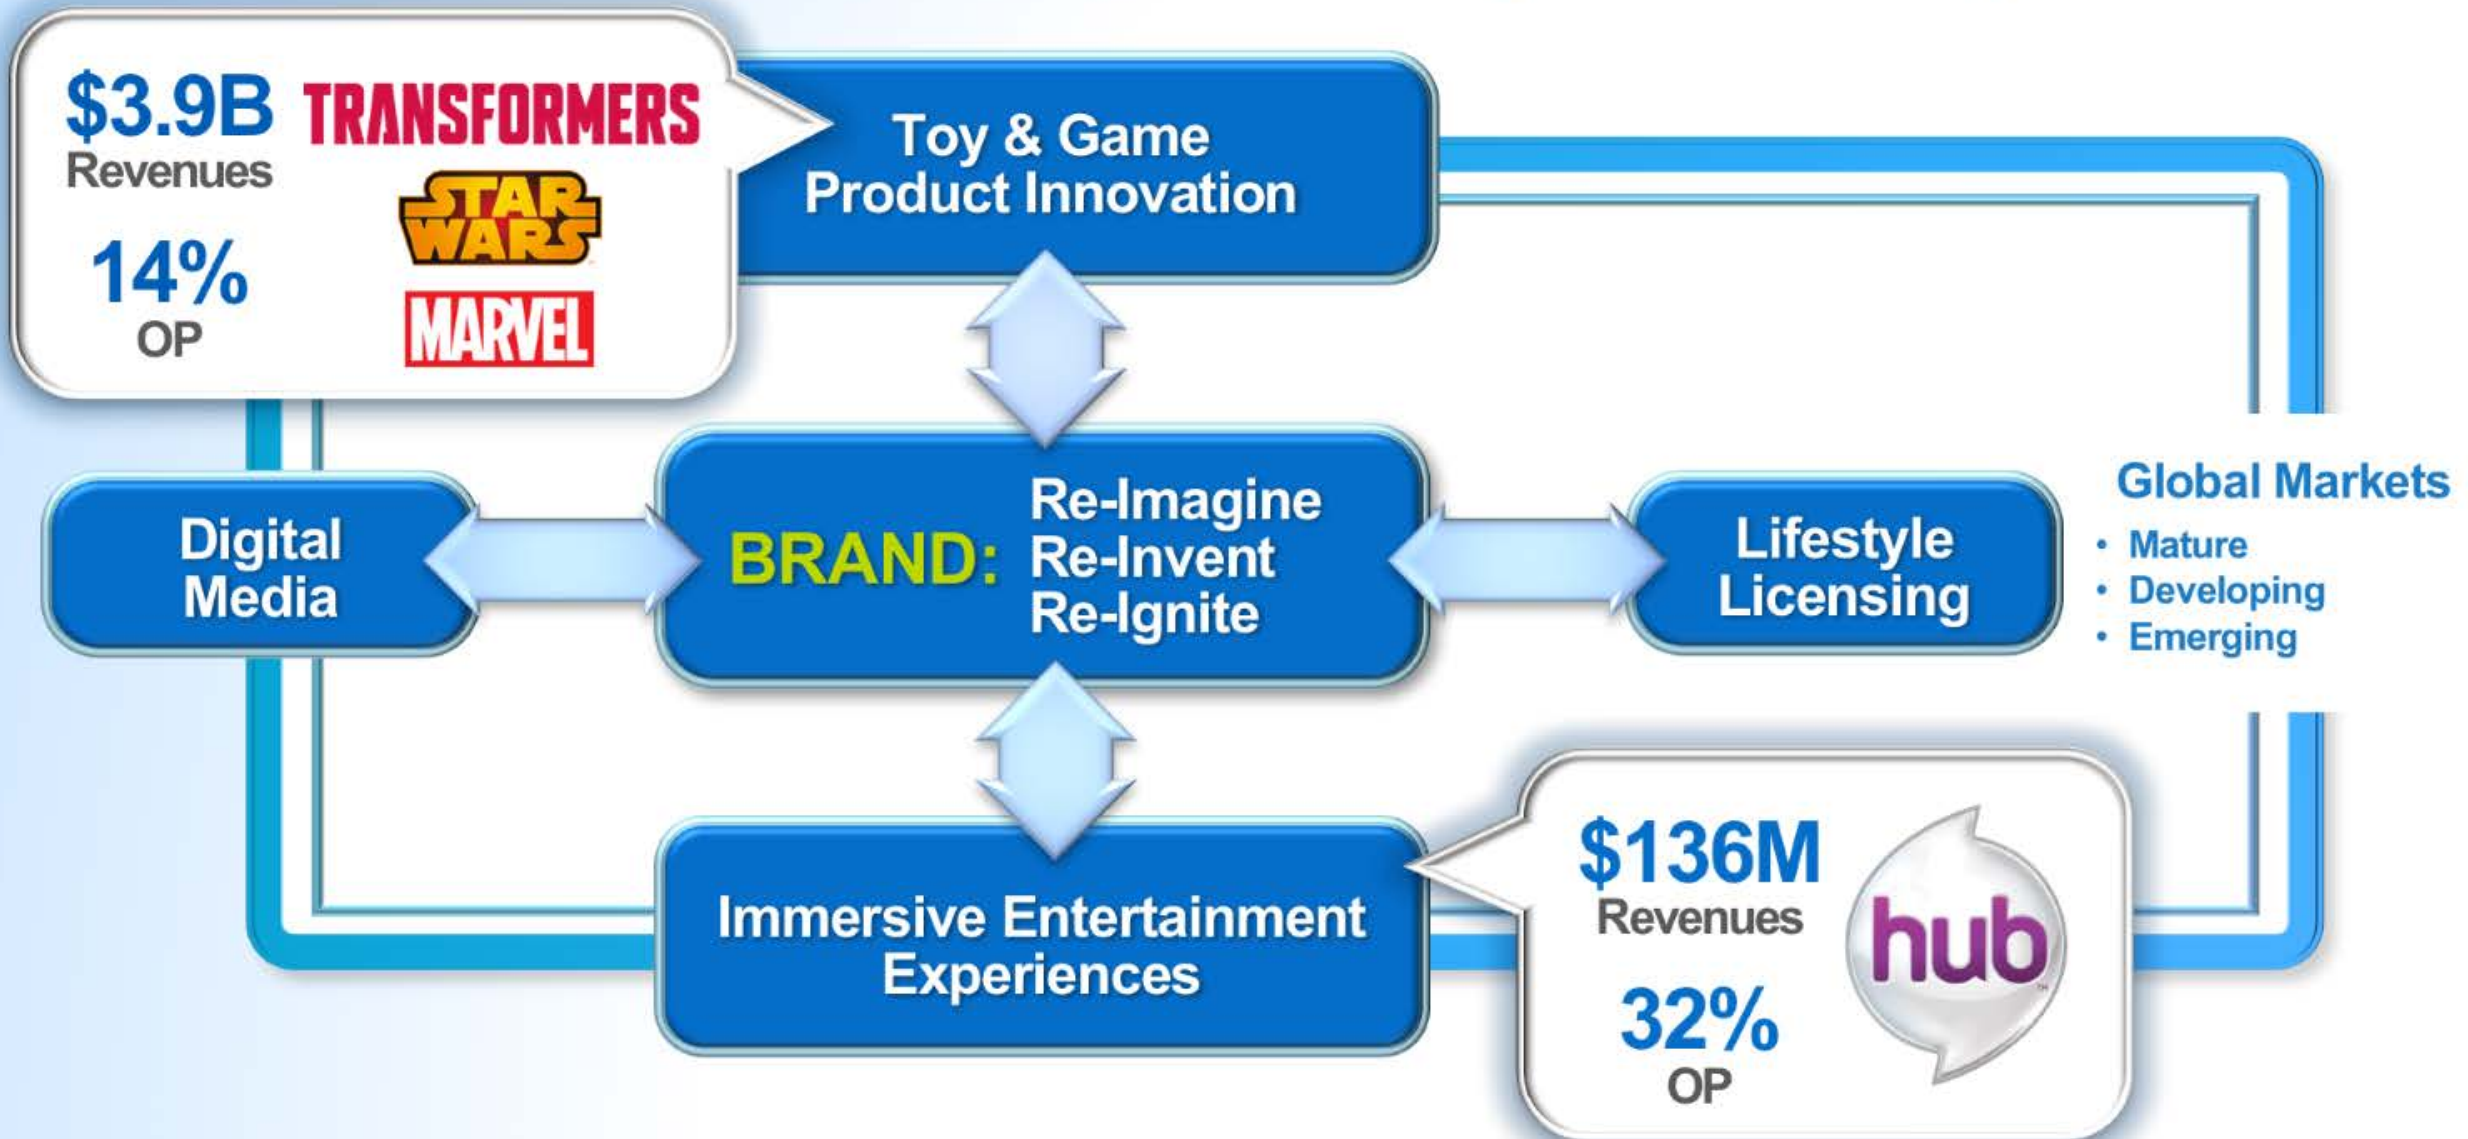 $3.9B
Revenues
14%
OP
TRANSFORMERS
STAR
WARS
MARVEL
Toy & Game
Product Innovation
Digital
Media
BRAND:
Re-Imagine
Re-Invent
Re-Ignite
Lifestyle
Licensing
Global Markets
• Mature
• Developing
• Emerging
Immersive Entertainment
Experiences
$136M
Revenues
32%
OP
hub
TM